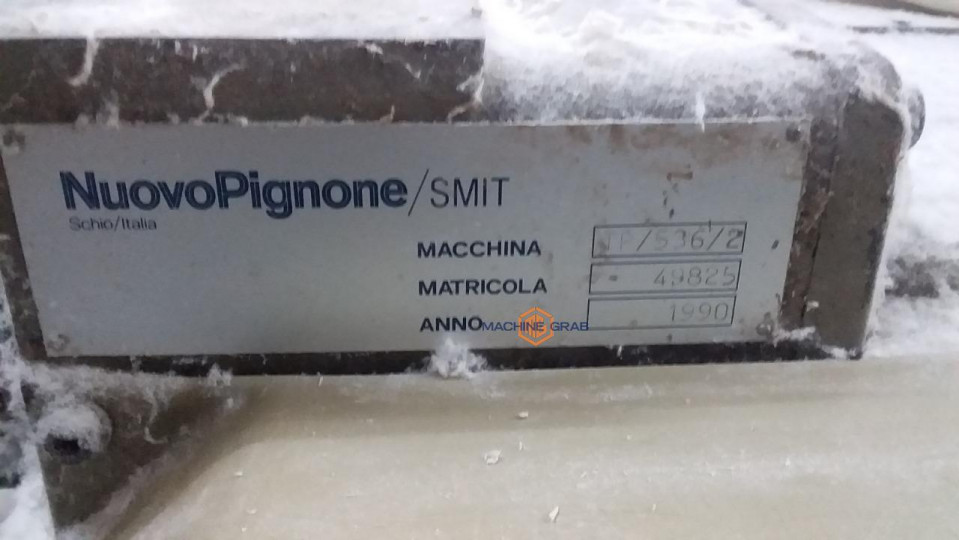 NuovoPignone/SMIT
Schio/Italia
MACCHINA
MATRICOLA 49825
ANNO 1990
MACHINE GRAB